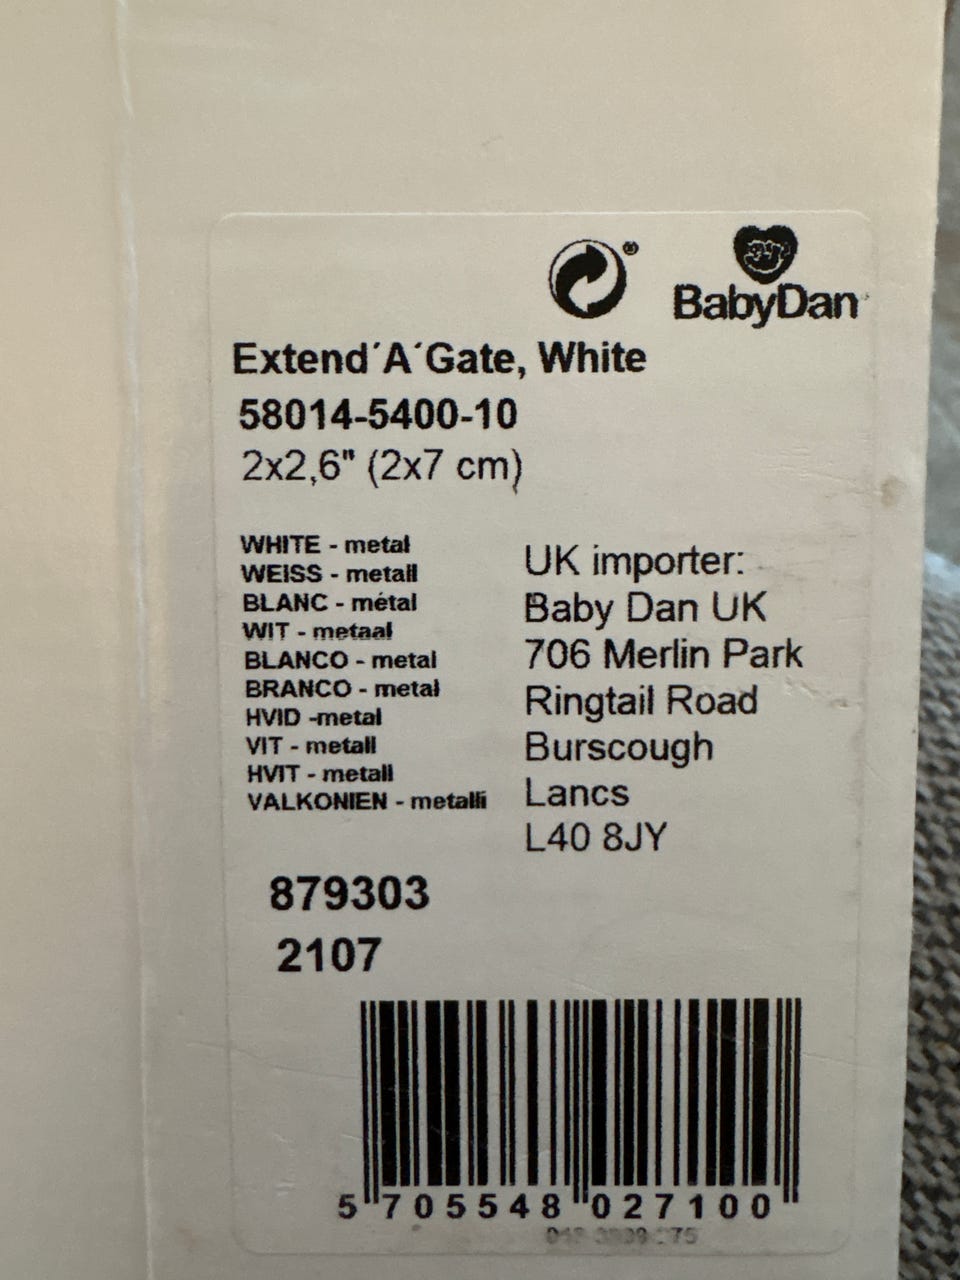 ®
BabyDan
Extend´A´Gate, White
58014-5400-10
2x2,6" (2x7 cm)
WHITE - metal
WEISS - metall
BLANC - métal
WIT - metaal
BLANCO - metal
BRANCO - metal
HVID -metal
VIT - metall
HVIT - metall
VALKONIEN - metalli
UK importer:
Baby Dan UK
706 Merlin Park
Ringtail Road
Burscough
Lancs
L40 8JY
879303
2107
5 705548 027100